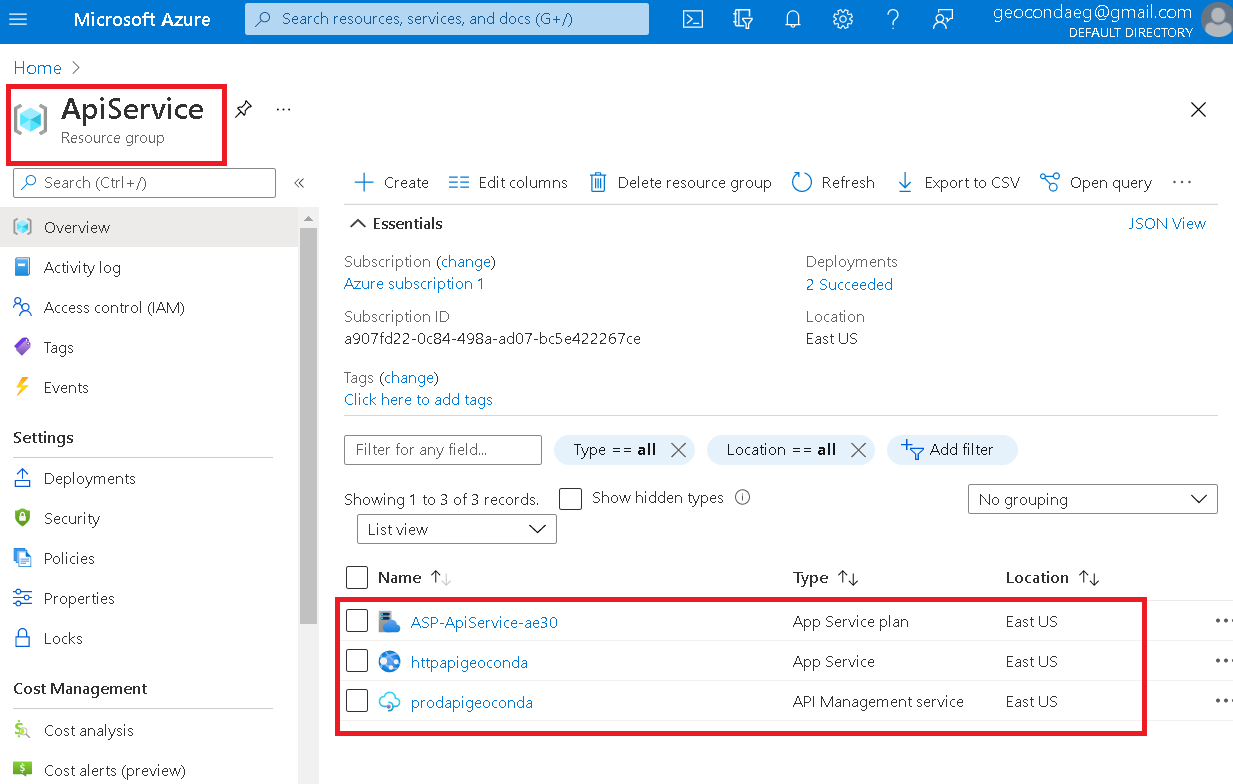 Microsoft Azure
Search resources, services, and docs (G+/)
geocondaeg@gmail.com
DEFAULT DIRECTORY
Home
ApiService
Resource group
Search (Ctrl+/)
Overview
Activity log
Access control (IAM)
Tags
Events
Settings
Deployments
Security
Policies
Properties
Locks
Cost Management
Cost analysis
Cost alerts (preview)
Create Edit columns Delete resource group Refresh Export to CSV Open query
Essentials JSON View
Subscription (change)
Azure subscription 1
Subscription ID
a907fd22-0c84-498a-ad07-bc5e422267ce
Deployments
2 Succeeded
Location
East US
Tags (change)
Click here to add tags
Filter for any field... Type == all Location == all Add filter
Showing 1 to 3 of 3 records. Show hidden types No grouping
List view
Name Type Location
ASP-ApiService-ae30 App Service plan East US
httpapigeoconda App Service East US
prodapigeoconda API Management service East US